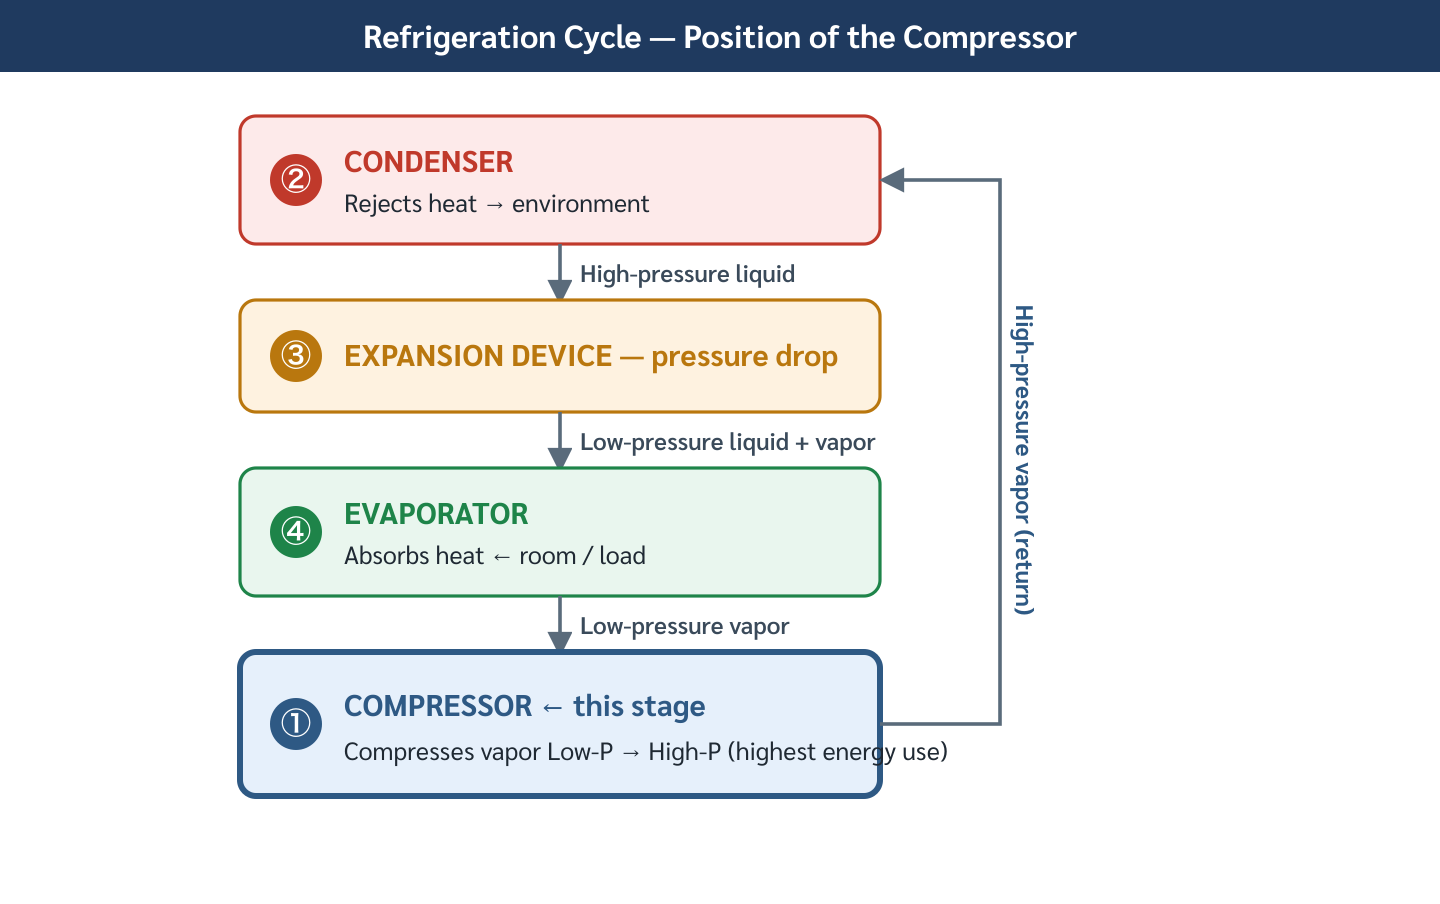 Refrigeration Cycle — Position of the Compressor
②
CONDENSER
Rejects heat → environment
High-pressure liquid
③
EXPANSION DEVICE — pressure drop
Low-pressure liquid + vapor
④
EVAPORATOR
Absorbs heat ← room / load
Low-pressure vapor
①
COMPRESSOR ← this stage
Compresses vapor Low-P → High-P (highest energy use)
High-pressure vapor (return)